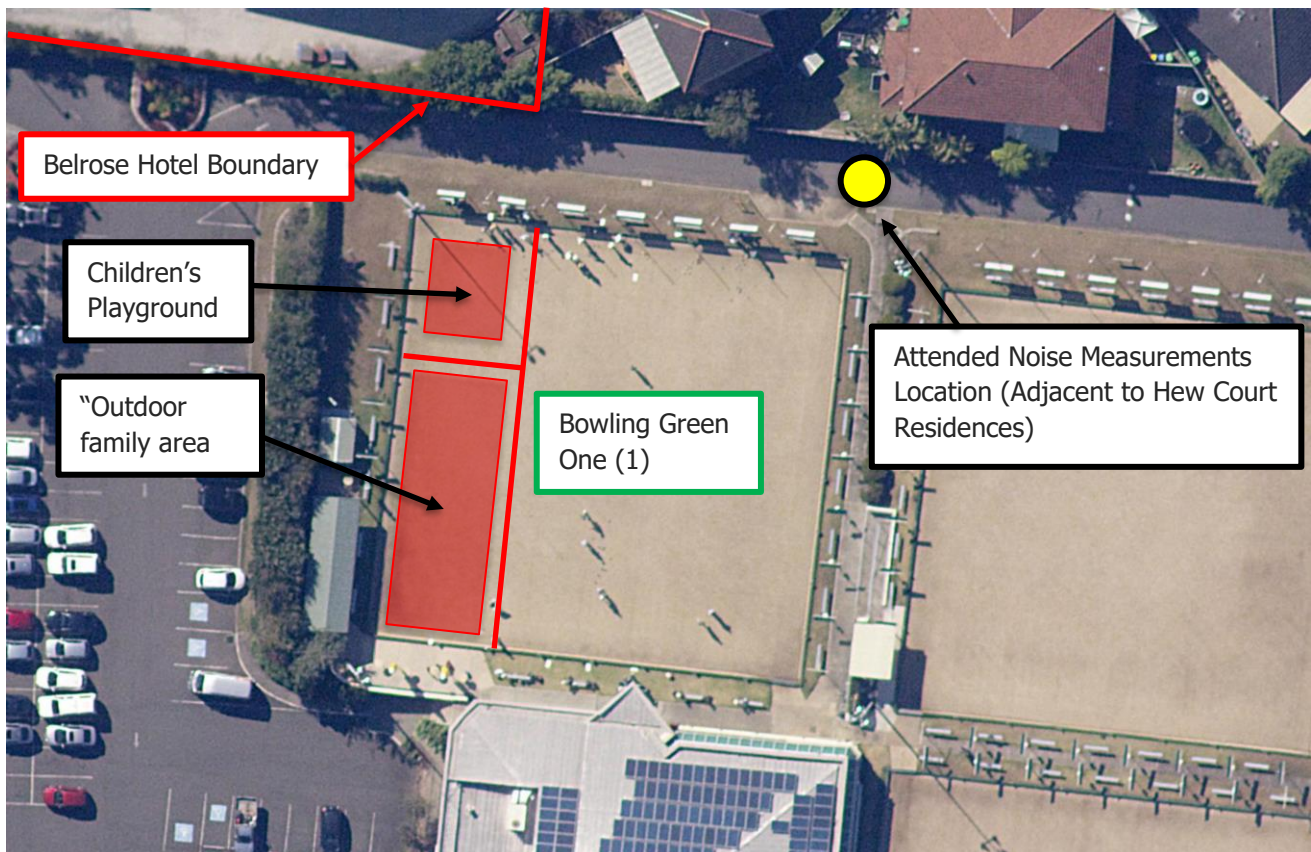 Belrose Hotel Boundary
Children’s
Playground
“Outdoor
family area
Bowling Green
One (1)
Attended Noise Measurements
Location (Adjacent to Hew Court
Residences)